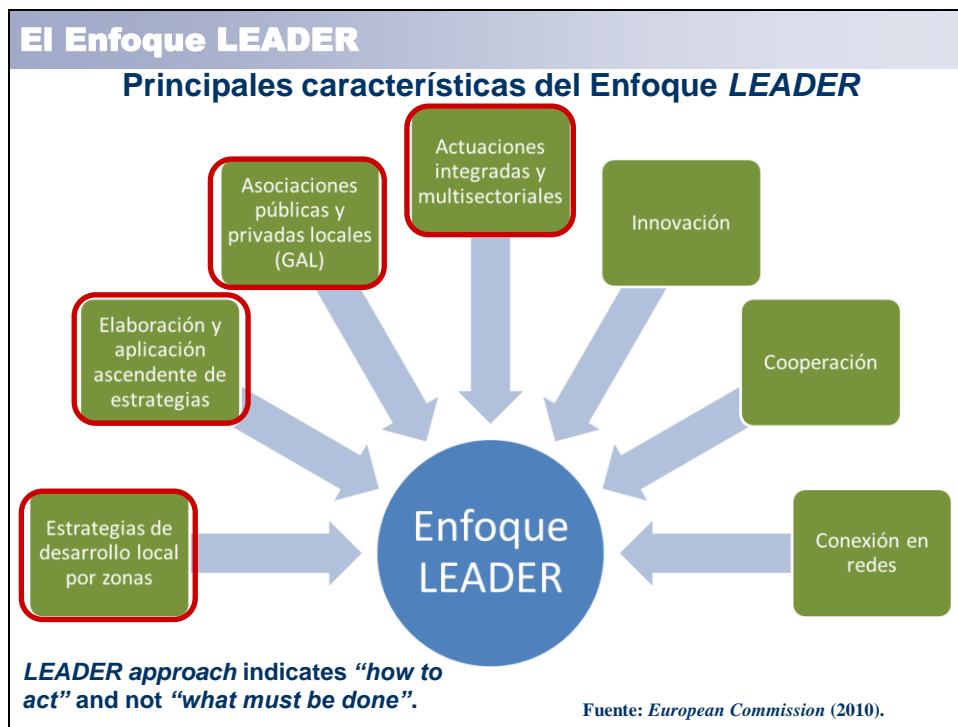 El Enfoque LEADER
Principales características del Enfoque LEADER
Actuaciones
integradas y
multisectoriales
Asociaciones
públicas y
privadas locales
(GAL)
Innovación
Elaboración y
aplicación
ascendente de
estrategias
Cooperación
Estrategias de
desarrollo local
por zonas
Enfoque
LEADER
Conexión en
redes
LEADER approach indicates “how to
act” and not “what must be done”.
Fuente: European Commission (2010).